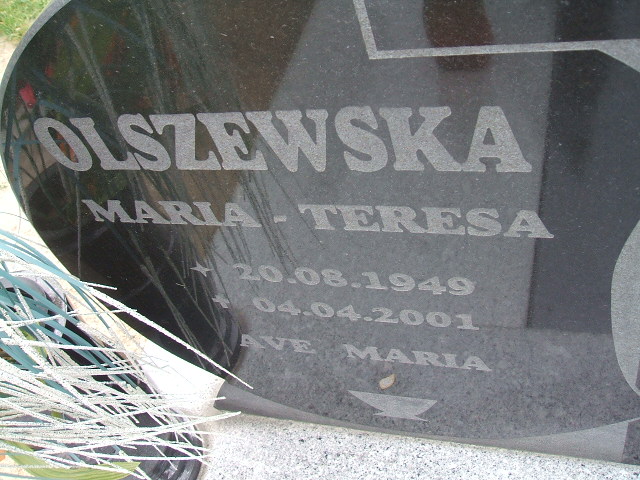 OLSZEWSKA
MARIA - TERESA
* 20.08.1949
+ 04.04.2001
AVE MARIA